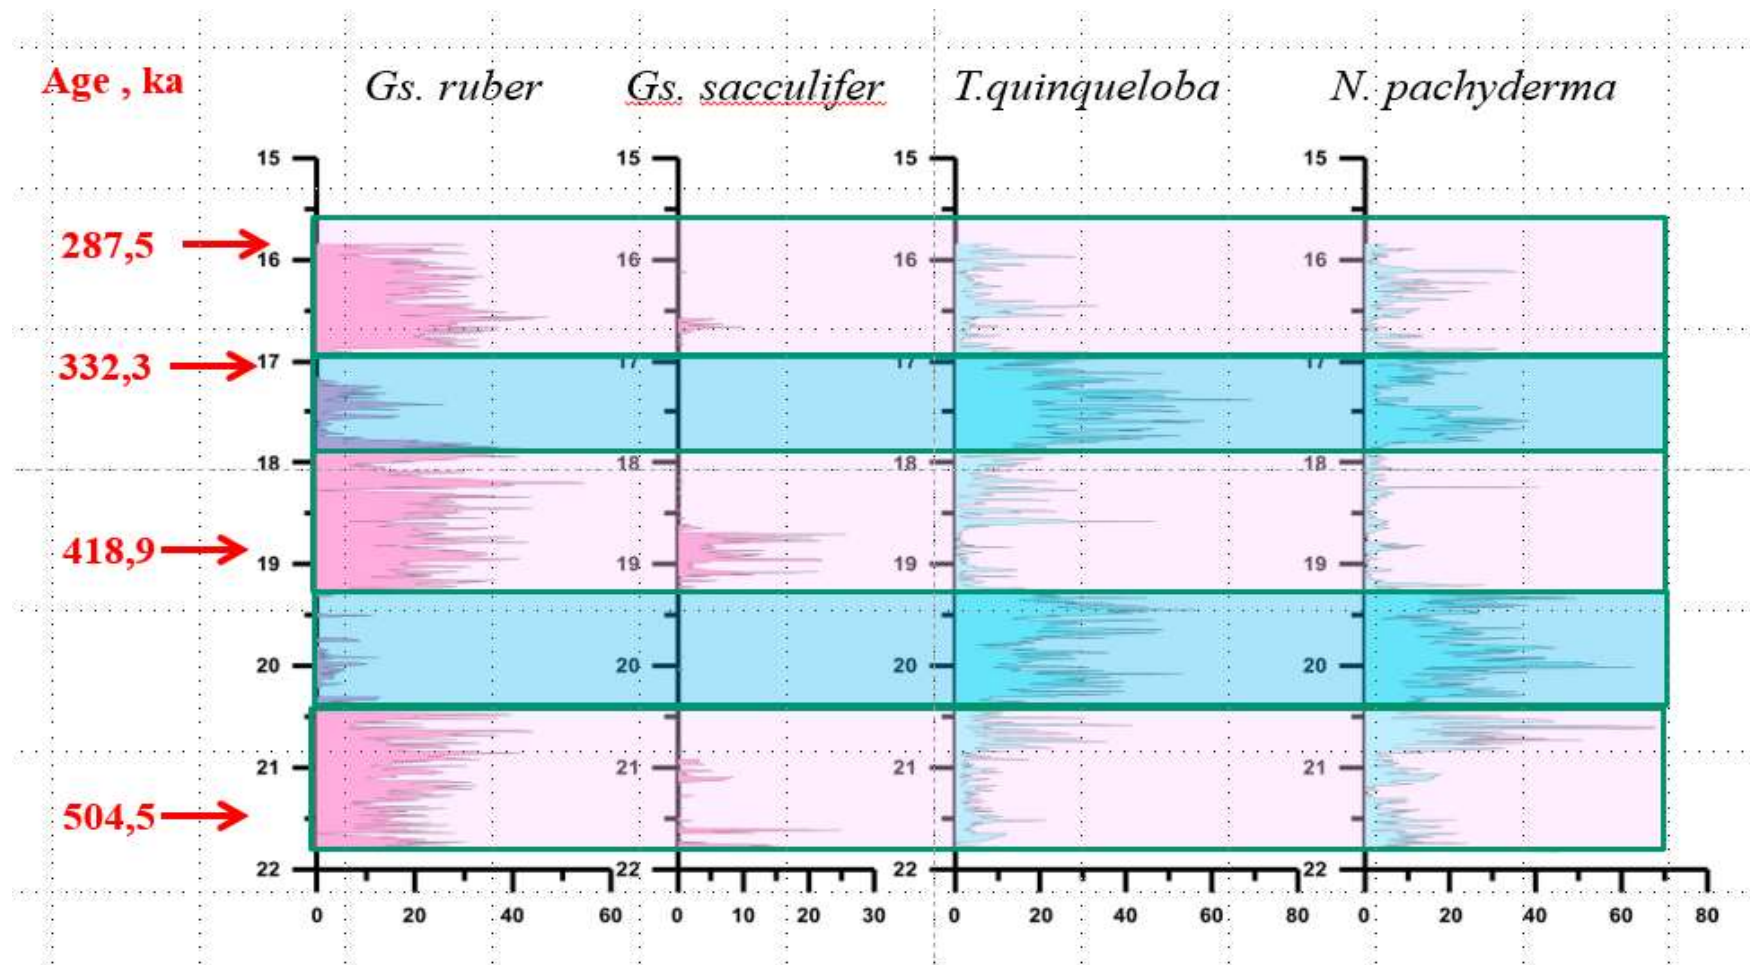 Age , ka
Gs. ruber
Gs. sacculifer
T.quinqueloba
N. pachyderma
15 15 15 15
287,5
16 16 16 16
332,3
17 17 17 17
18 18 18 18
418,9
19 19 19 19
20 20 20 20
21 21 21 21
504,5
22 22 22 22
0 20 40 60 0 10 20 30 0 20 40 60 80 0 20 40 60 80